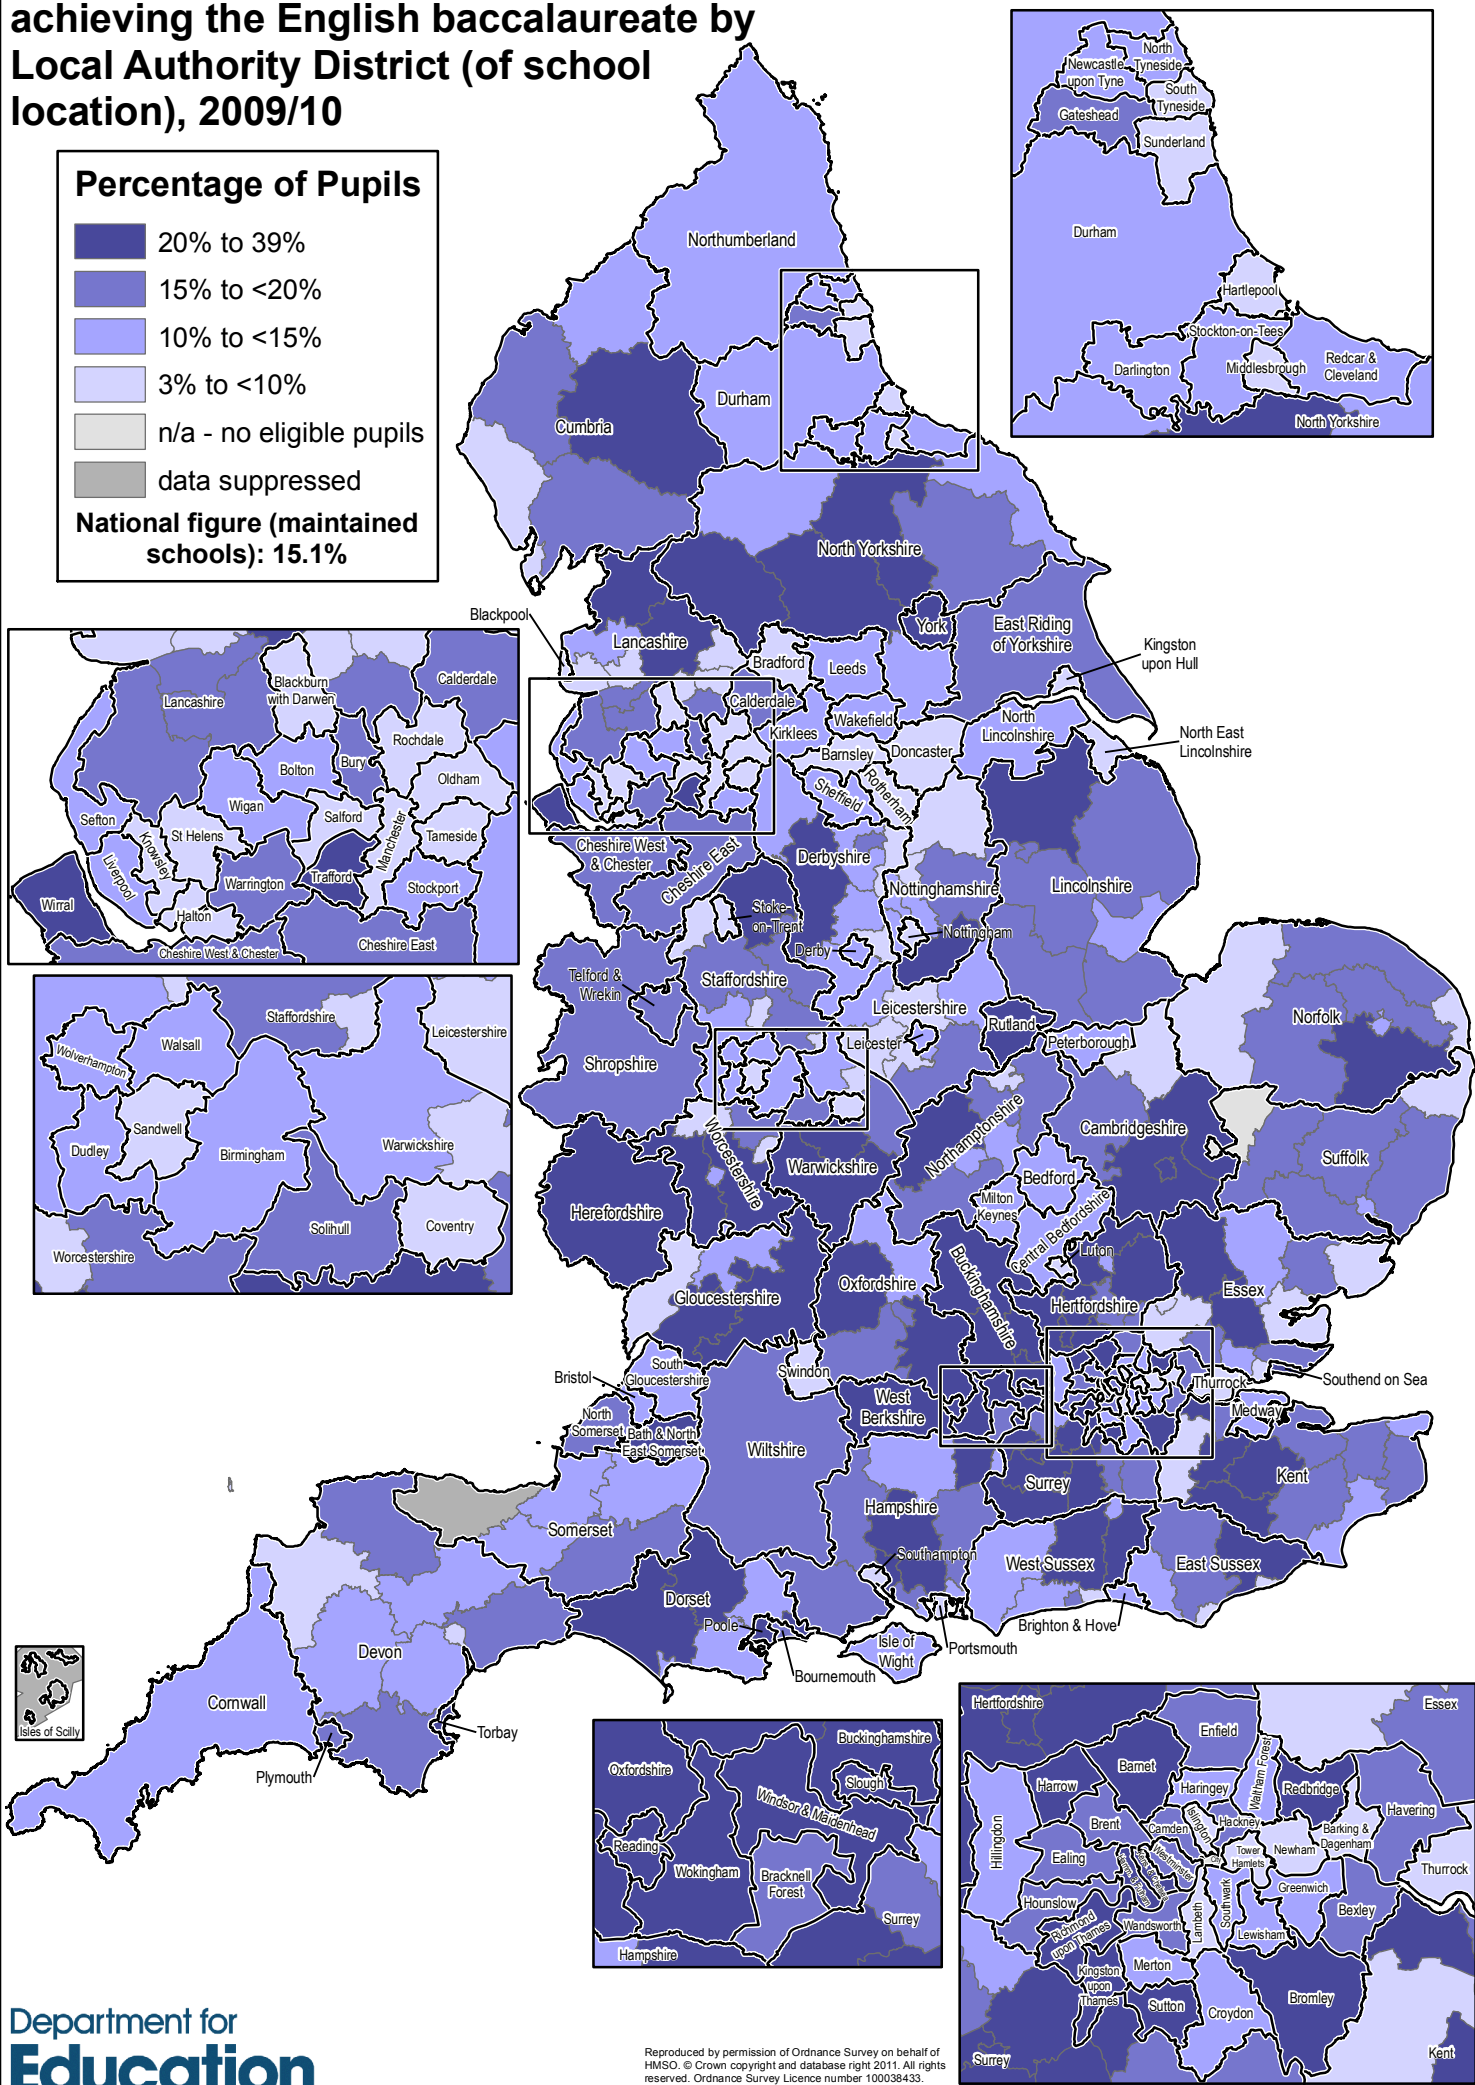 achieving the English baccalaureate by
Local Authority District (of school
location), 2009/10
Percentage of Pupils
20% to 39%
15% to <20%
10% to <15%
3% to <10%
n/a - no eligible pupils
data suppressed
National figure (maintained
schools): 15.1%
North
Tyneside
Newcastle
upon Tyne
South
Tyneside
Gateshead
Sunderland
Durham
Hartlepool
Stockton-on-Tees
Darlington
Middlesbrough
Redcar &
Cleveland
North Yorkshire
Northumberland
Durham
Cumbria
North Yorkshire
Blackpool
Lancashire
York
East Riding
of Yorkshire
Kingston
upon Hull
Bradford
Leeds
Calderdale
Kirklees
Wakefield
North
Lincolnshire
North East
Lincolnshire
Barnsley
Doncaster
Sheffield
Rotherham
Cheshire West
& Chester
Cheshire East
Derbyshire
Nottinghamshire
Lincolnshire
Stoke-
on-Trent
Derby
Nottingham
Telford &
Wrekin
Staffordshire
Leicestershire
Leicester
Rutland
Peterborough
Norfolk
Shropshire
Worcestershire
Warwickshire
Northamptonshire
Cambridgeshire
Suffolk
Herefordshire
Bedford
Milton
Keynes
Central Bedfordshire
Luton
Gloucestershire
Oxfordshire
Buckinghamshire
Hertfordshire
Essex
South
Gloucestershire
Bristol
Swindon
North
Somerset
Bath & North
East Somerset
West
Berkshire
Thurrock
Southend on Sea
Medway
Wiltshire
Surrey
Kent
Hampshire
Somerset
Southampton
West Sussex
East Sussex
Dorset
Poole
Brighton & Hove
Portsmouth
Bournemouth
Isle of
Wight
Devon
Cornwall
Torbay
Plymouth
Isles of Scilly
Lancashire
Blackburn
with Darwen
Calderdale
Rochdale
Bury
Bolton
Oldham
Wigan
Sefton
Salford
St Helens
Knowsley
Liverpool
Manchester
Tameside
Trafford
Warrington
Stockport
Wirral
Halton
Cheshire West & Chester
Cheshire East
Staffordshire
Leicestershire
Walsall
Wolverhampton
Sandwell
Dudley
Birmingham
Warwickshire
Solihull
Coventry
Worcestershire
Buckinghamshire
Oxfordshire
Slough
Windsor & Maidenhead
Reading
Wokingham
Bracknell
Forest
Surrey
Hampshire
Hertfordshire
Essex
Enfield
Barnet
Harrow
Haringey
Waltham Forest
Redbridge
Havering
Hillingdon
Brent
Camden
Islington
Hackney
Barking &
Dagenham
Ealing
Westminster
Tower
Hamlets
Newham
Thurrock
Hounslow
Richmond
upon Thames
Wandsworth
Lambeth
Southwark
Greenwich
Lewisham
Bexley
Kingston
upon
Thames
Merton
Sutton
Croydon
Bromley
Surrey
Kent
Department for
Education
Reproduced by permission of Ordnance Survey on behalf of
HMSO. © Crown copyright and database right 2011. All rights
reserved. Ordnance Survey Licence number 100038433.